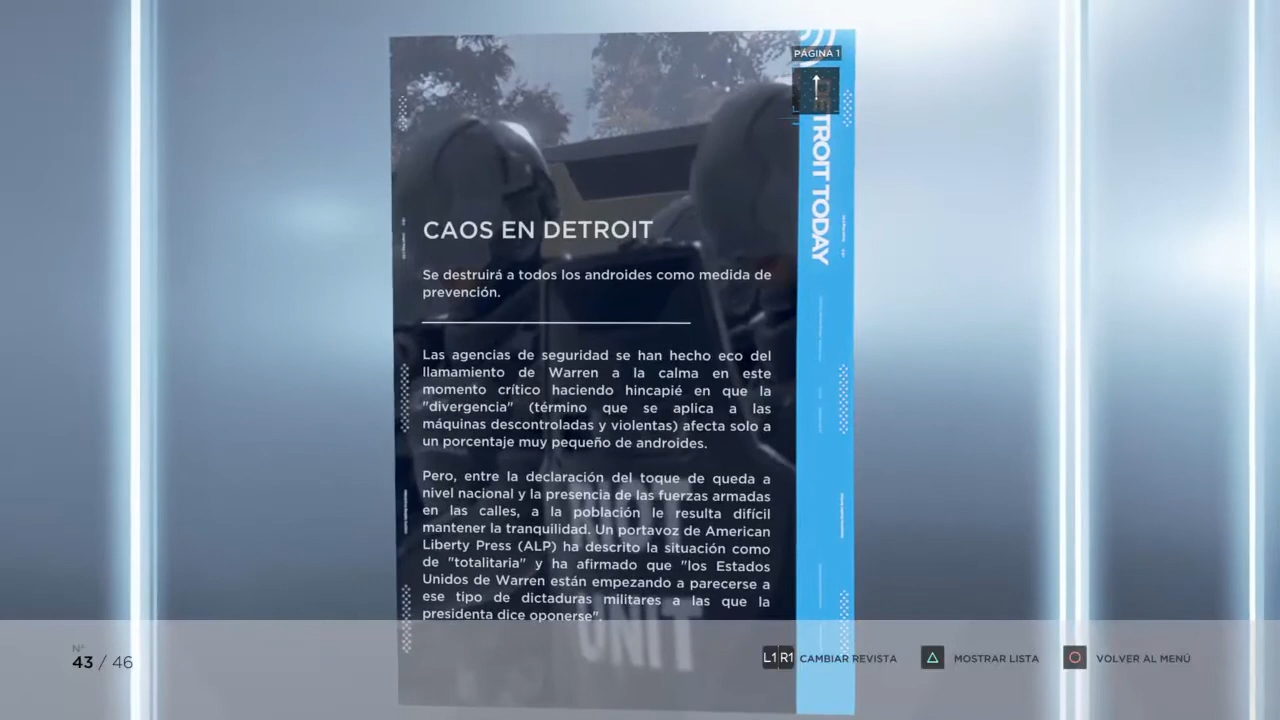 PÁGINA 1
DETROIT TODAY
CAOS EN DETROIT
Se destruirá a todos los androides como medida de
prevención.
Las agencias de seguridad se han hecho eco del
llamamiento de Warren a la calma en este
momento crítico haciendo hincapié en que la
"divergencia" (término que se aplica a las
máquinas descontroladas y violentas) afecta solo a
un porcentaje muy pequeño de androides.
Pero, entre la declaración del toque de queda a
nivel nacional y la presencia de las fuerzas armadas
en las calles, a la población le resulta difícil
mantener la tranquilidad. Un portavoz de American
Liberty Press (ALP) ha descrito la situación como
de "totalitaria" y ha afirmado que "los Estados
Unidos de Warren están empezando a parecerse a
ese tipo de dictaduras militares a las que la
presidenta dice oponerse".
RIOT
UNIT
Nº
43 / 46
L1 R1 CAMBIAR REVISTA
MOSTRAR LISTA
VOLVER AL MENÚ